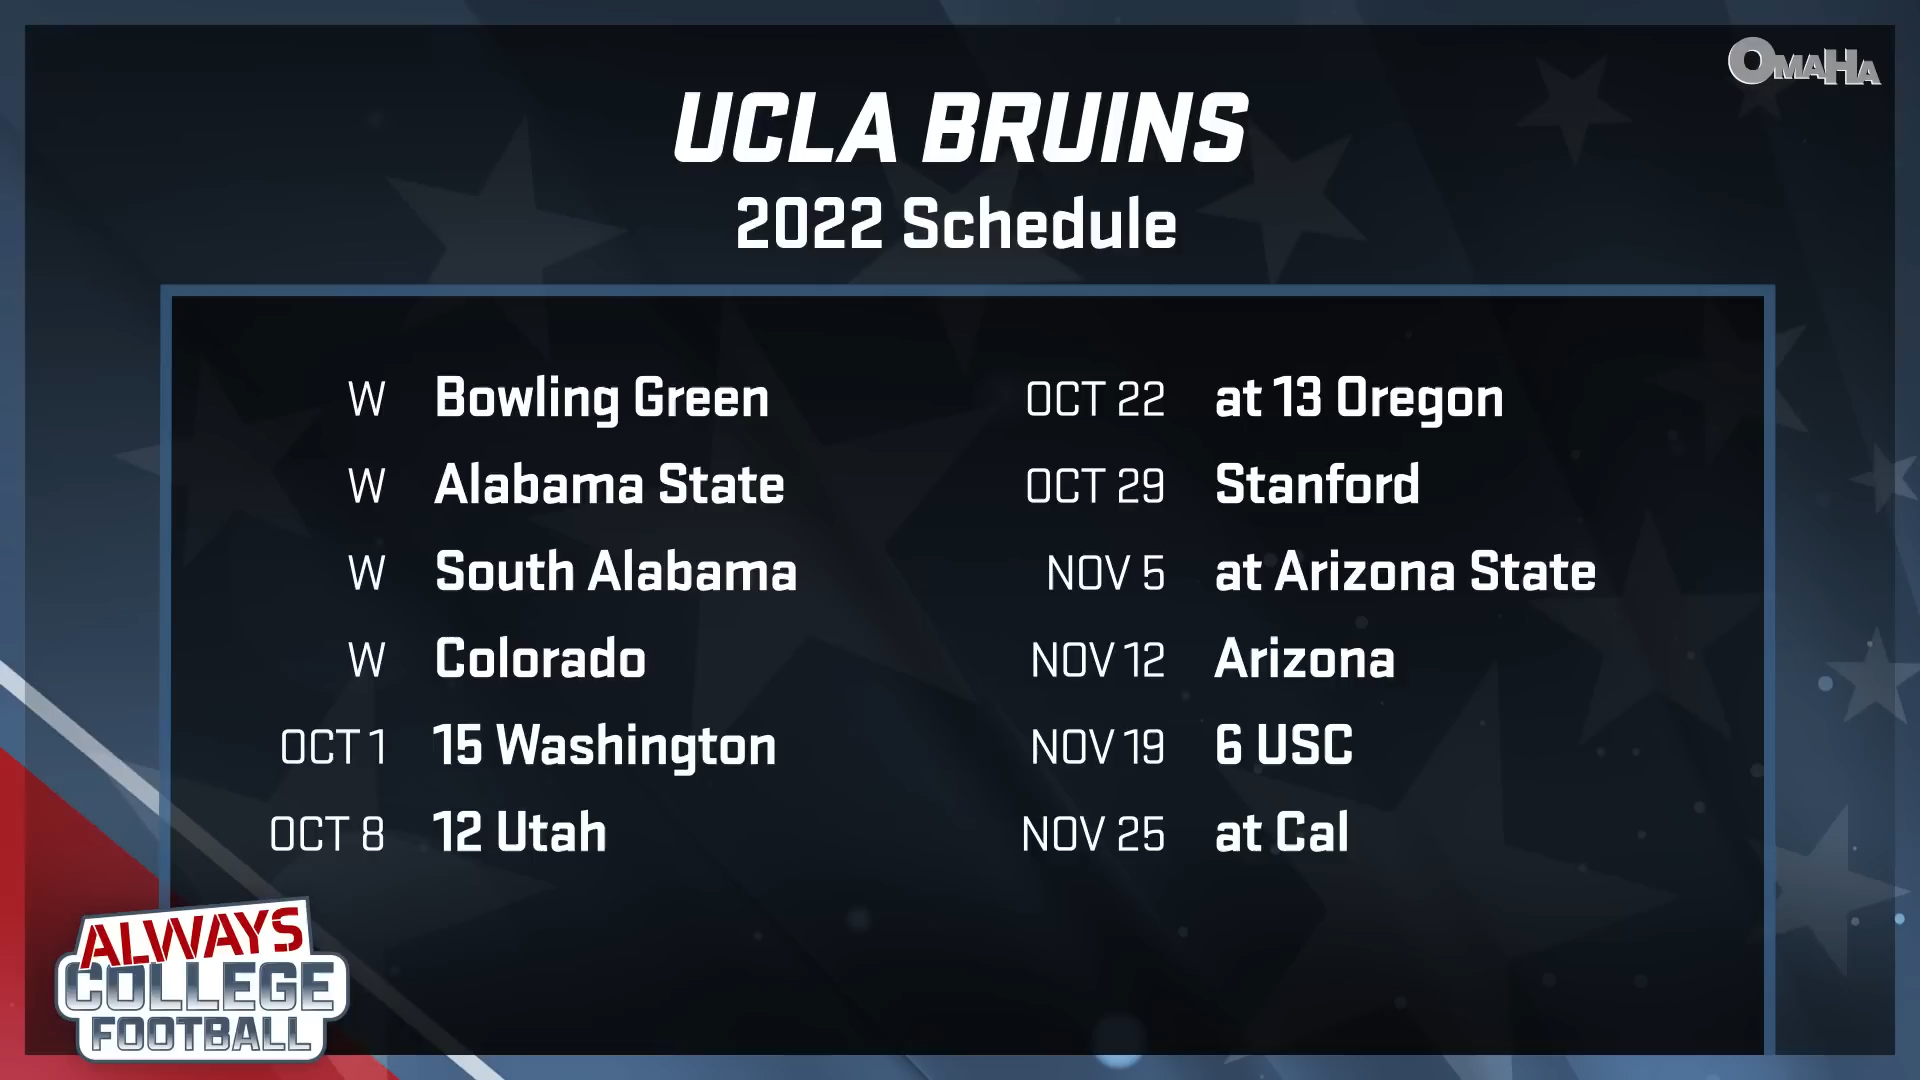 OMAHA
UCLA BRUINS
2022 Schedule
W Bowling Green
W Alabama State
W South Alabama
W Colorado
OCT 1 15 Washington
OCT 8 12 Utah
OCT 22 at 13 Oregon
OCT 29 Stanford
NOV 5 at Arizona State
NOV 12 Arizona
NOV 19 6 USC
NOV 25 at Cal
ALWAYS
COLLEGE
FOOTBALL